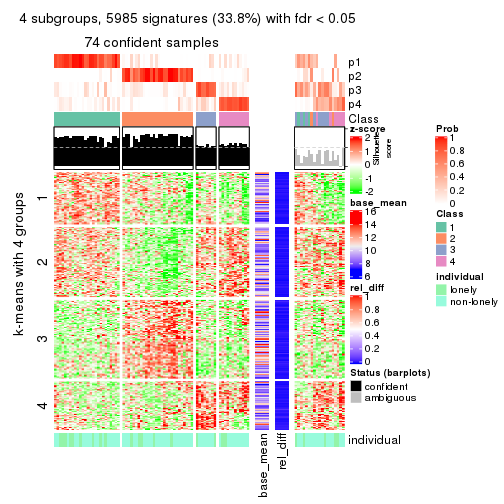 4 subgroups, 5985 signatures (33.8%) with fdr < 0.05
74 confident samples
p1
p2
p3
p4
Class
z-score
2
1
0
-1
-2
Silhouette
score
base_mean
16
14
12
10
8
6
rel_diff
1
0.8
0.6
0.4
0.2
0
Status (barplots)
confident
ambiguous
Prob
1
0.8
0.6
0.4
0.2
0
Class
1
2
3
4
individual
lonely
non-lonely
k-means with 4 groups
1
2
3
4
individual
base_mean
rel_diff